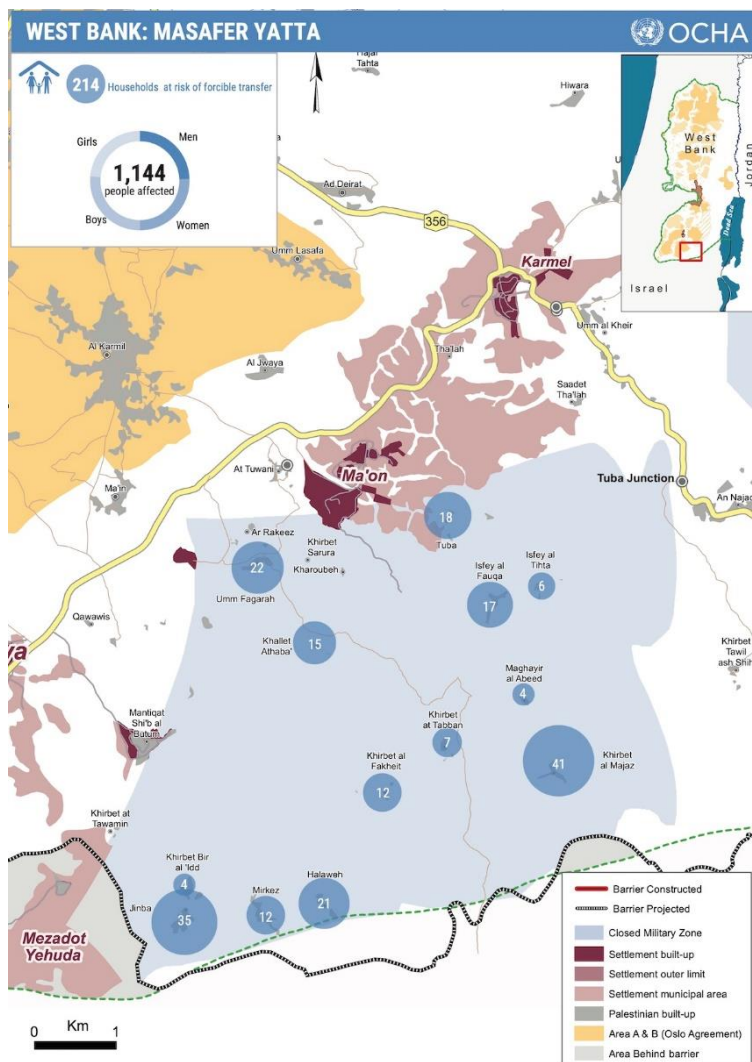 WEST BANK: MASAFER YATTA
OCHA
214
Households at risk of forcible transfer
Girls
Men
1,144
people affected
Boys
Women
Tahta
Hiwara
Ad Deirat
356
Umm Lasafa
Karmel
Al Karmil
Al Jwaya
Tha'lah
Umm al Kheir
Saadet
Tha'lah
Ma'in
At Tuwani
Ma'on
Tuba Junction
An Najad
18
Tuba
Ar Rakeez
Khirbet
Sarura
Kharoubeh
22
Umm Fagarah
Isfey al
Fauqa
17
Isfey al
Tihta
6
Qawawis
Khallet
Athaba'
15
Khirbet
Tawil
ash Shih
ya
Maghayir
al Abeed
4
Mantiqat
Shi'b al
Butum
Khirbet
at Tabban
7
Khirbet al
Fakheit
12
41
Khirbet
al Majaz
Khirbet at
Tawamin
Khirbet Bir
al 'Idd
4
Jinba
35
Mirkez
12
Halaweh
21
Mezadot
Yehuda
Km
0
1
West
Bank
Jordan
Dead Sea
Israel
Barrier Constructed
Barrier Projected
Closed Military Zone
Settlement built-up
Settlement outer limit
Settlement municipal area
Palestinian built-up
Area A & B (Oslo Agreement)
Area Behind barrier